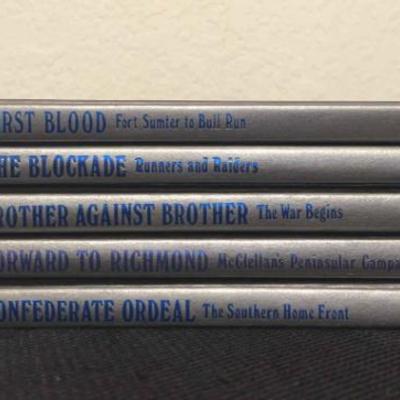 RST BLOOD Fort Sumter to Bull Run
HE BLOCKADE Runners and Raiders
ROTHER AGAINST BROTHER The War Begins
ORWARD TO RICHMOND McClellan's Peninsular Campa
ONFEDERATE ORDEAL The Southern Home Front